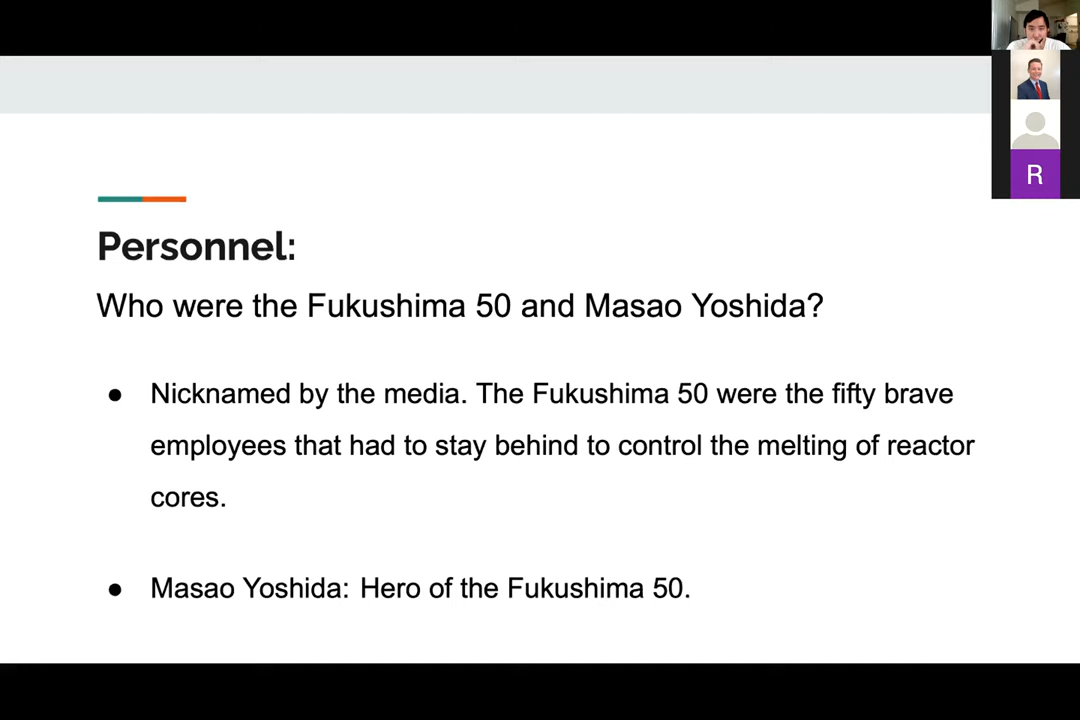 R
Personnel:
Who were the Fukushima 50 and Masao Yoshida?
● Nicknamed by the media. The Fukushima 50 were the fifty brave
employees that had to stay behind to control the melting of reactor
cores.
● Masao Yoshida: Hero of the Fukushima 50.